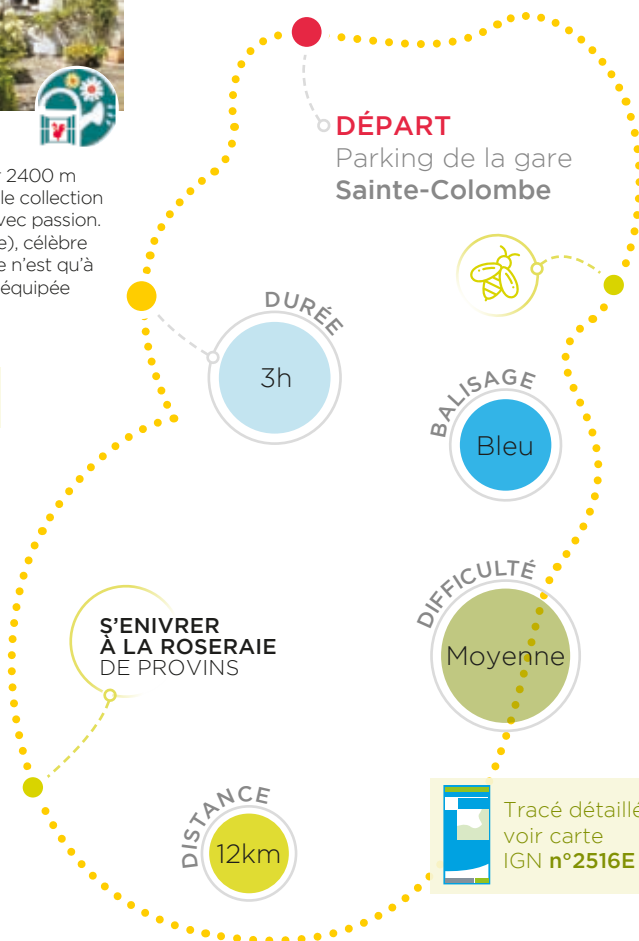 2400 m
le collection
vec passion.
e), célèbre
e n'est qu'à
équipée
DÉPART
Parking de la gare
Sainte-Colombe
DURÉE
3h
BALISAGE
Bleu
DIFFICULTÉ
Moyenne
S'ENIVRER
À LA ROSERAIE
DE PROVINS
DISTANCE
12km
Tracé détaillé
voir carte
IGN n°2516E